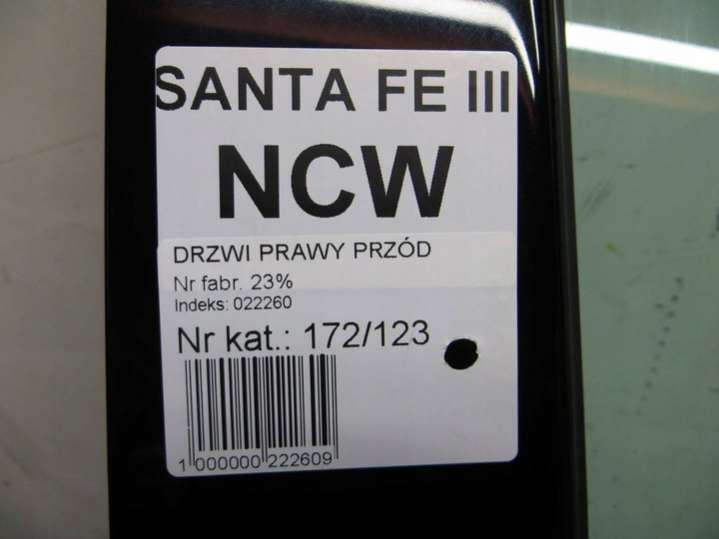 SANTA FE III
NCW
DRZWI PRAWY PRZÓD
Nr fabr. 23%
Indeks: 022260
Nr kat.: 172/123
1 000000 222609